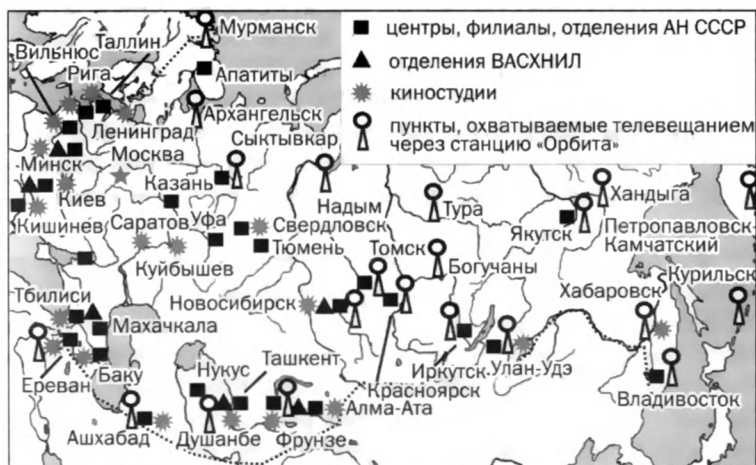 Мурманск
Вильнюс
Таллин
Рига
Апатиты
Ленинград
Архангельск
Москва
Сыктывкар
Минск
Казань
Киев
Кишинев
Саратов
Уфа
Свердловск
Тюмень
Куйбышев
Надым
Тура
Томск
Богучаны
Хандыга
Якутск
Петропавловск-
Камчатский
Курильск
Хабаровск
Тбилиси
Махачкала
Новосибирск
Ереван
Баку
Нукус
Ташкент
Красноярск
Иркутск
Улан-Удэ
Владивосток
Ашхабад
Душанбе
Фрунзе
Алма-Ата
центры, филиалы, отделения АН СССР
отделения ВАСХНИЛ
киностудии
пункты, охватываемые телевещанием
через станцию «Орбита»